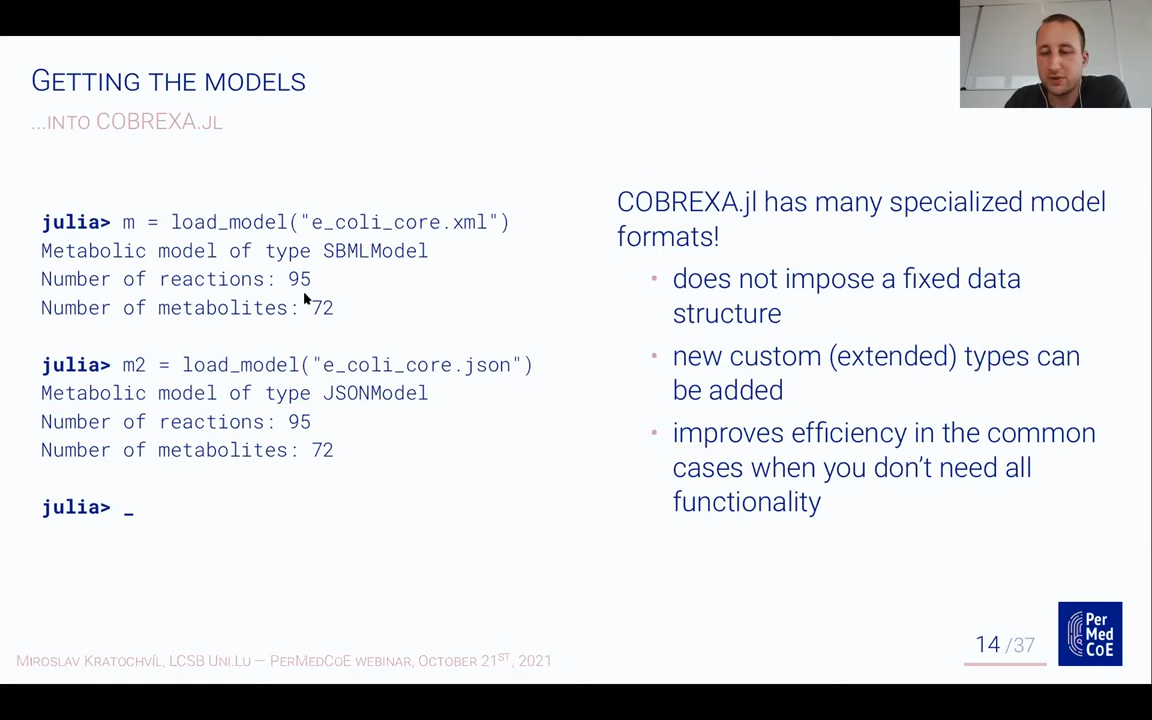 GETTING THE MODELS
...INTO COBREXA.JL
julia> m = load_model("e_coli_core.xml")
Metabolic model of type SBMLModel
Number of reactions: 95
Number of metabolites: 72
julia> m2 = load_model("e_coli_core.json")
Metabolic model of type JSONModel
Number of reactions: 95
Number of metabolites: 72
julia> _
COBREXA.jl has many specialized model
formats!
• does not impose a fixed data
structure
• new custom (extended) types can
be added
• improves efficiency in the common
cases when you don't need all
functionality
MIROSLAV KRATOCHVÍL, LCSB UNI.LU — PERMEDCOE WEBINAR, OCTOBER 21ST, 2021
14 /37
Per
Med
CoE